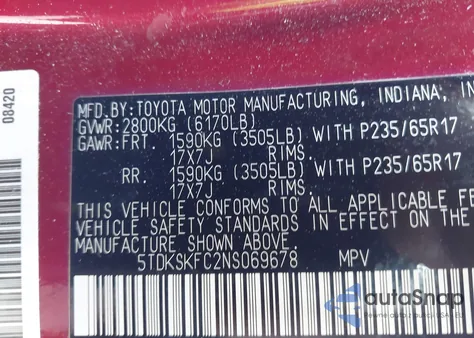 MFD.BY:TOYOTA MOTOR MANUFACTURING, INDIANA, IN
GVWR:2800KG (6170LB)
GAWR:FRT. 1590KG (3505LB) WITH P235/65R17
17X7J RIMS.
RR. 1590KG (3505LB) WITH P235/65R17
17X7J RIMS.
THIS VEHICLE CONFORMS TO ALL APPLICABLE FE
VEHICLE SAFETY STANDARDS IN EFFECT ON THE
MANUFACTURE SHOWN ABOVE.
5TDKSKFC2NS069678 MPV
08420
autoSnap